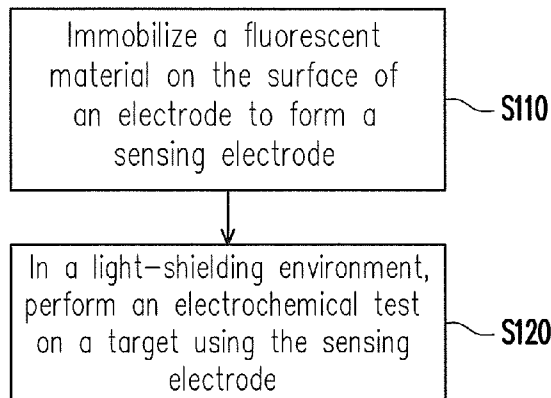 Immobilize a fluorescent
material on the surface of
an electrode to form a
sensing electrode
S110
In a light-shielding environment,
perform an electrochemical test
on a target using the sensing
electrode
S120